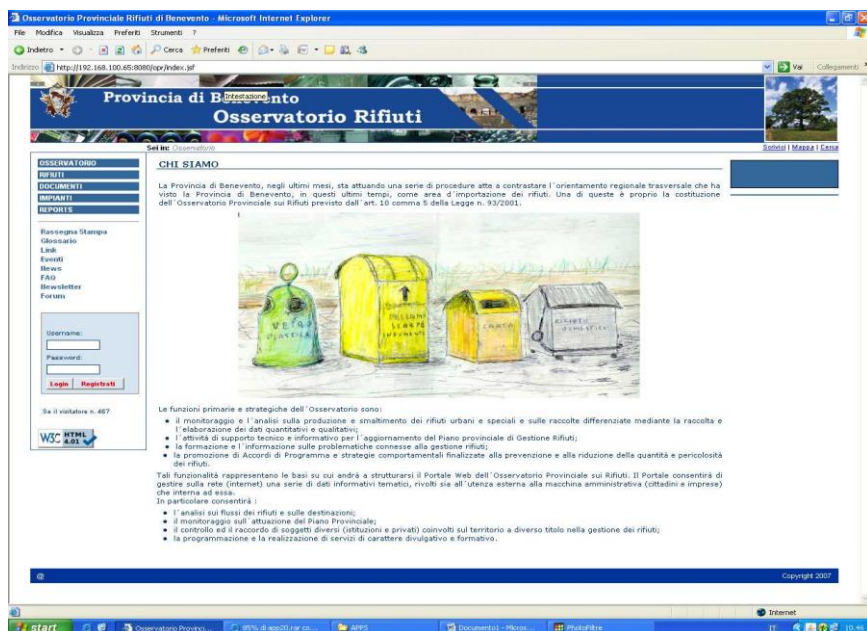 Osservatorio Provinciale Rifiuti di Benevento - Microsoft Internet Explorer
File Modifica Visualizza Preferiti Strumenti ?
Indietro Cerca Preferiti
Indirizzo http://192.168.100.65:8080/opr/index.jsf Vai Collegamenti
Provincia di Benevento
Intestazione
Osservatorio Rifiuti
Sei in: Osservatorio
Scrivici | Mappa | Cerca
OSSERVATORIO
RIFIUTI
DOCUMENTI
IMPIANTI
REPORTS
Rassegna Stampa
Glossario
Link
Eventi
News
FAQ
Newsletter
Forum
Username:
Password:
Login Registrati
Sei il visitatore n. 467
W3C HTML 4.01
CHI SIAMO
La Provincia di Benevento, negli ultimi mesi, sta attuando una serie di procedure atte a contrastare l'orientamento regionale trasversale che ha
visto la Provincia di Benevento, in questi ultimi tempi, come area d'importazione dei rifiuti. Una di queste è proprio la costituzione
dell'Osservatorio Provinciale sui Rifiuti previsto dall'art. 10 comma 5 della Legge n. 93/2001.
VETRO
PLASTICA
CARTA
Le funzioni primarie e strategiche dell'Osservatorio sono:
• il monitoraggio e l'analisi sulla produzione e smaltimento dei rifiuti urbani e speciali e sulle raccolte differenziate mediante la raccolta e
l'elaborazione dei dati quantitativi e qualitativi;
• l'attività di supporto tecnico e informativo per l'aggiornamento del Piano provinciale di Gestione Rifiuti;
• la formazione e l'informazione sulle problematiche connesse alla gestione rifiuti;
• la promozione di Accordi di Programma e strategie comportamentali finalizzate alla prevenzione e alla riduzione della quantità e pericolosità
dei rifiuti.
Tali funzionalità rappresentano le basi su cui andrà a strutturarsi il Portale Web dell'Osservatorio Provinciale sui Rifiuti. Il Portale consentirà di
gestire sulla rete (internet) una serie di dati informativi tematici, rivolti sia all'utenza esterna alla macchina amministrativa (cittadini e imprese)
che interna ad essa.
In particolare consentirà :
• l'analisi sui flussi dei rifiuti e sulle destinazioni;
• il monitoraggio sull'attuazione del Piano Provinciale;
• il controllo ed il raccordo di soggetti diversi (istituzioni e privati) coinvolti sul territorio a diverso titolo nella gestione dei rifiuti;
• la programmazione e la realizzazione di servizi di carattere divulgativo e formativo.
@ Copyright 2007
Internet
start Osservatorio Provinci... 85% di app20.rar co... APPS Documento1 - Micros... PhotoFiltre IT 10.46